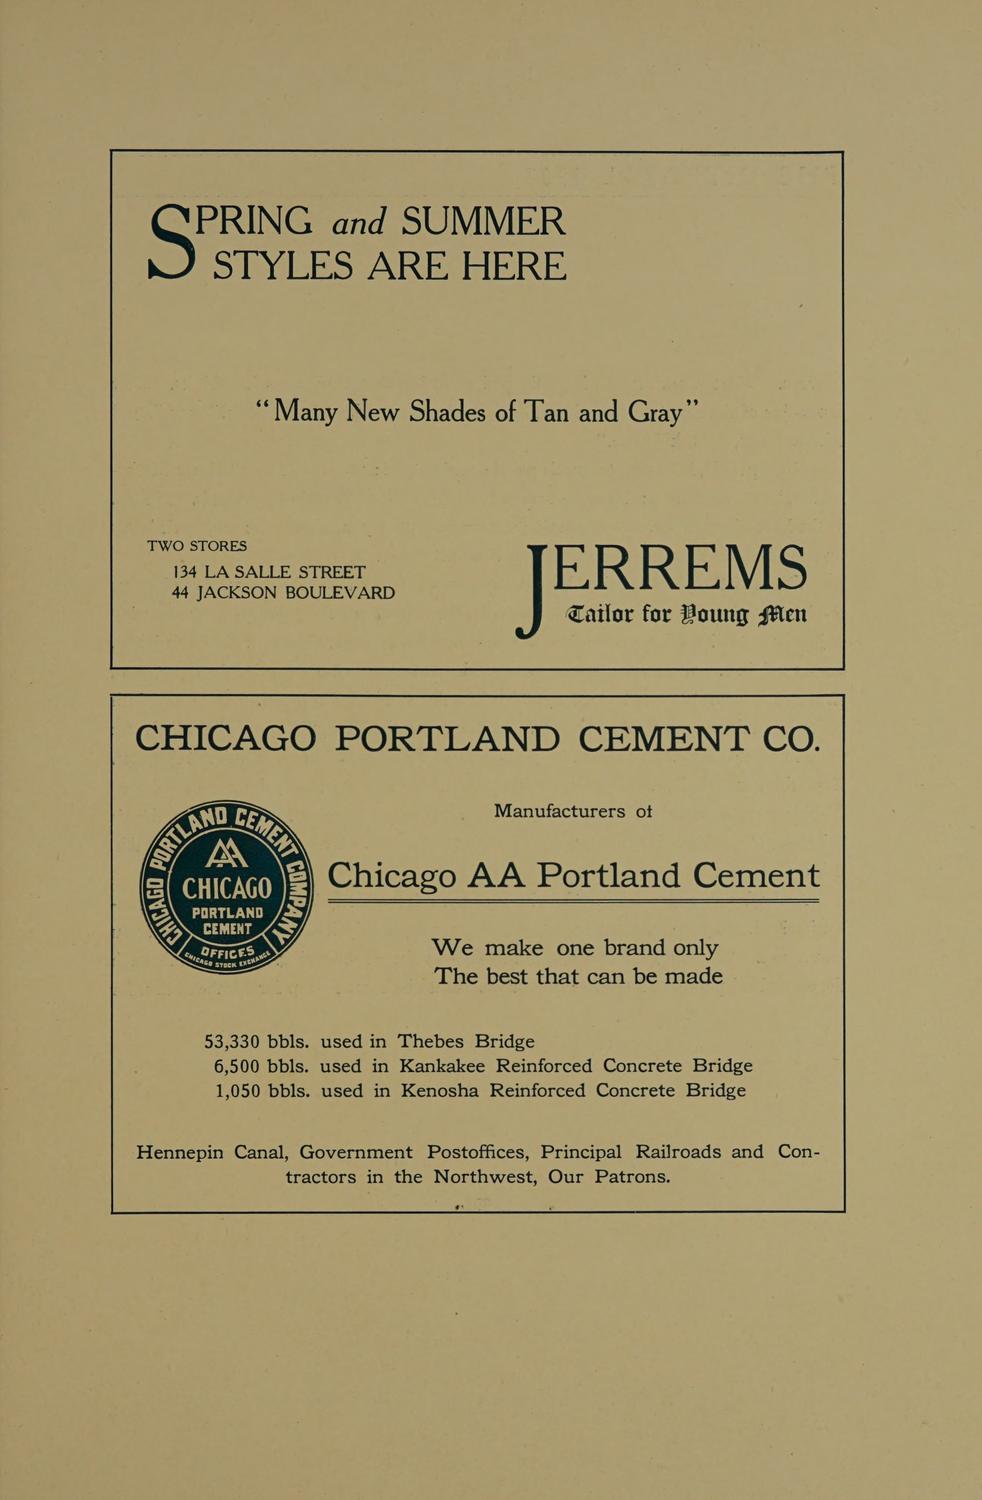 SPRING and SUMMER
STYLES ARE HERE
"Many New Shades of Tan and Gray"
TWO STORES
134 LA SALLE STREET
44 JACKSON BOULEVARD
JERREMS
Tailor for Young Men
CHICAGO PORTLAND CEMENT CO.
CHICAGO PORTLAND CEMENT COMPANY
AA
CHICAGO
PORTLAND
CEMENT
OFFICES
CHICAGO STOCK EXCHANGE
Manufacturers of
Chicago AA Portland Cement
We make one brand only
The best that can be made
53,330 bbls. used in Thebes Bridge
6,500 bbls. used in Kankakee Reinforced Concrete Bridge
1,050 bbls. used in Kenosha Reinforced Concrete Bridge
Hennepin Canal, Government Postoffices, Principal Railroads and Con-
tractors in the Northwest, Our Patrons.